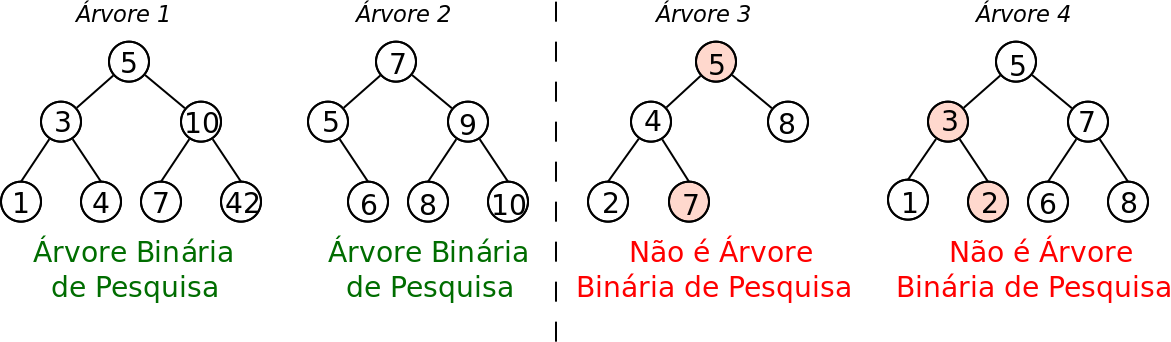 Árvore 1
5
3
10
1
4
7
42
Árvore Binária
de Pesquisa
Árvore 2
7
5
9
6
8
10
Árvore Binária
de Pesquisa
Árvore 3
5
4
8
2
7
Não é Árvore
Binária de Pesquisa
Árvore 4
5
3
7
1
2
6
8
Não é Árvore
Binária de Pesquisa